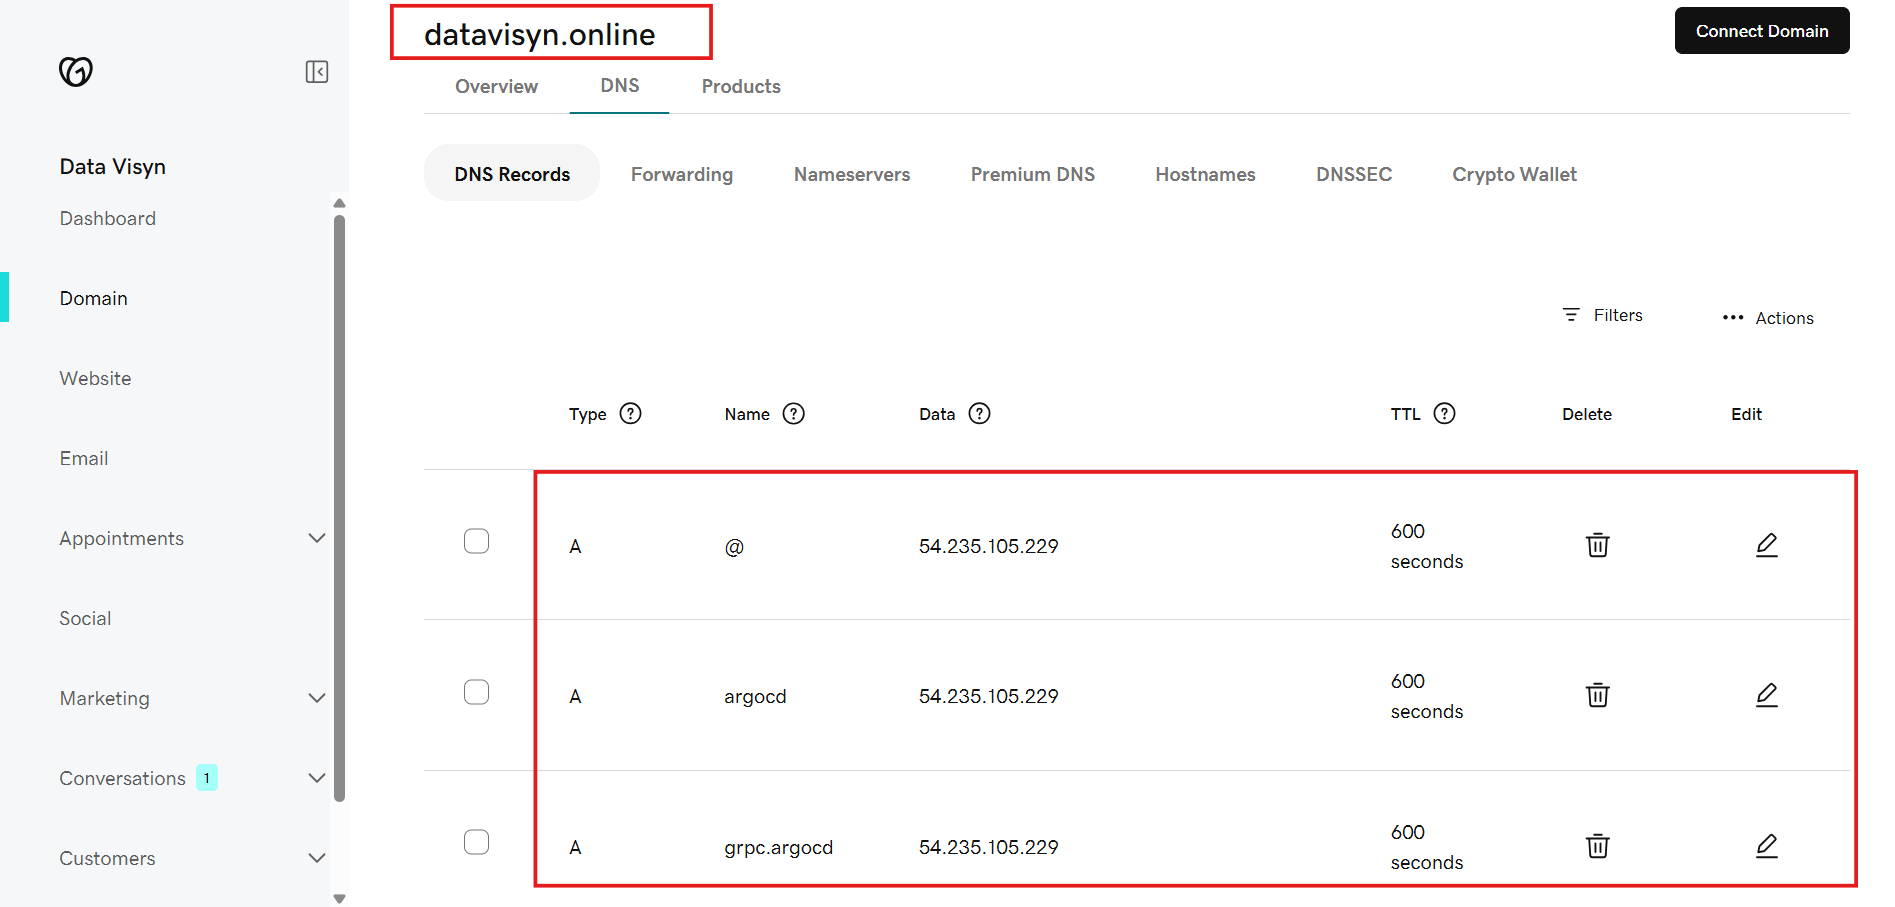 datavisyn.online
Connect Domain
Overview
DNS
Products
Data Visyn
DNS Records
Forwarding
Nameservers
Premium DNS
Hostnames
DNSSEC
Crypto Wallet
Dashboard
Domain
Website
Email
Appointments
Social
Marketing
Conversations 1
Customers
Filters
Actions
Type ? Name ? Data ? TTL ? Delete Edit
A @ 54.235.105.229 600 seconds
A argocd 54.235.105.229 600 seconds
A grpc.argocd 54.235.105.229 600 seconds